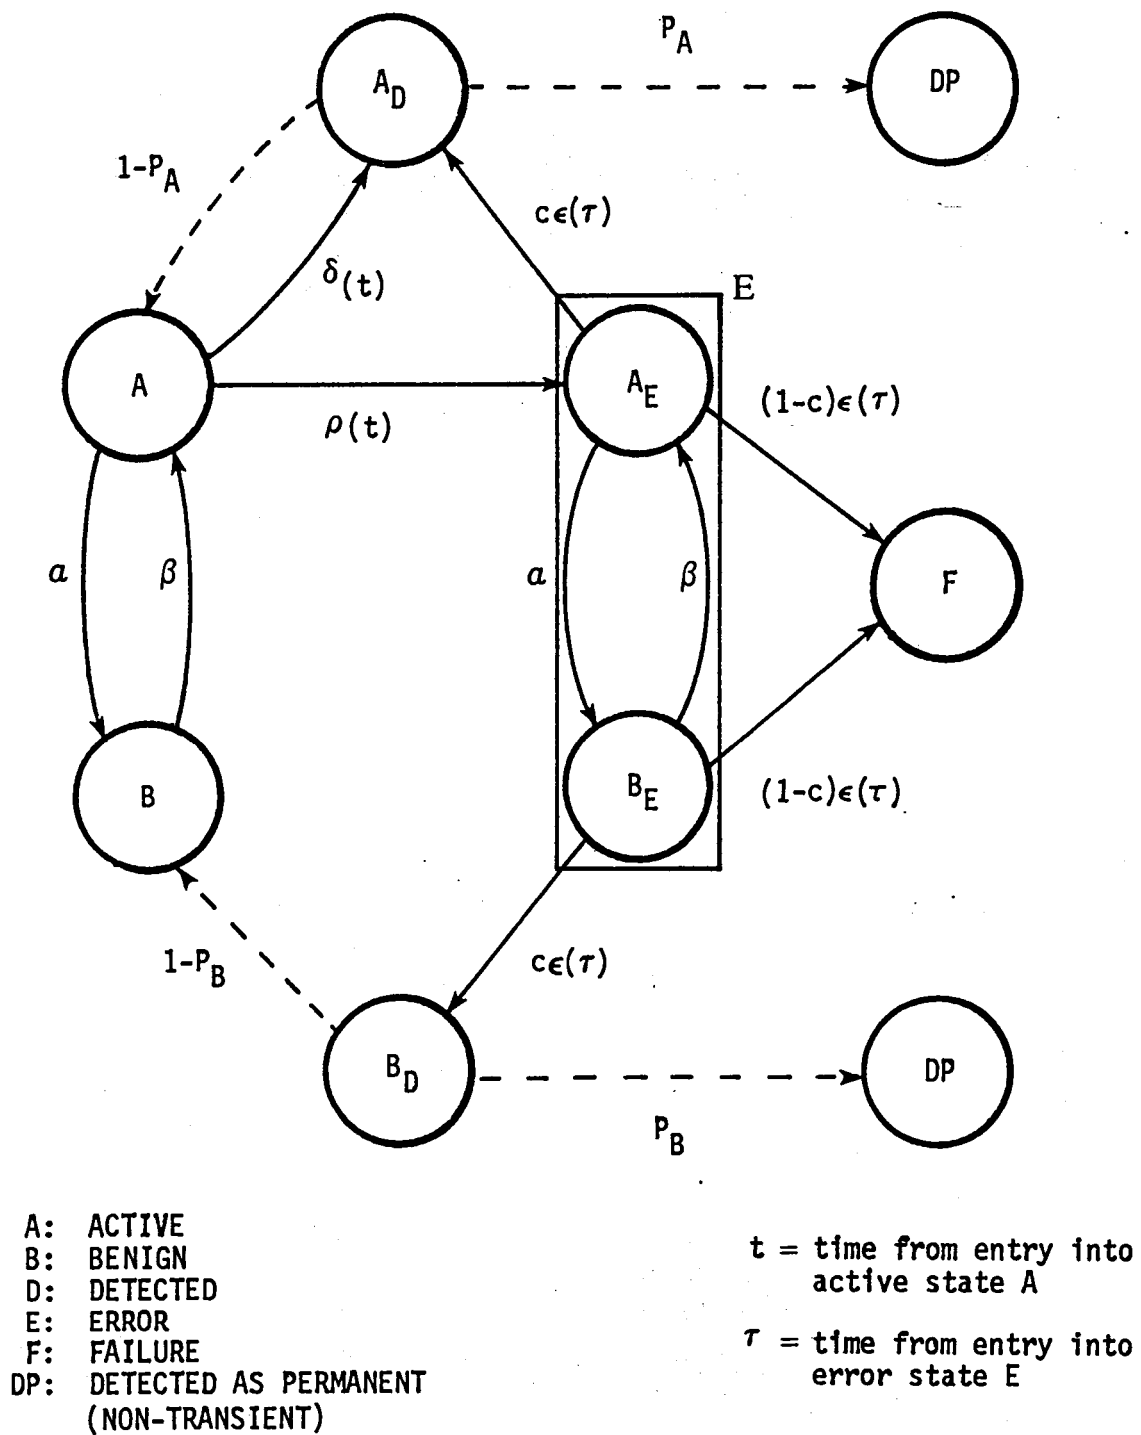 P_A
A_D
DP
1-P_A
cϵ(τ)
δ(t)
E
A
A_E
ρ(t)
(1-c)ϵ(τ)
α
β
α
β
F
B
B_E
(1-c)ϵ(τ)
1-P_B
cϵ(τ)
B_D
DP
P_B
A: ACTIVE
B: BENIGN
D: DETECTED
E: ERROR
F: FAILURE
DP: DETECTED AS PERMANENT
(NON-TRANSIENT)
t = time from entry into
active state A
τ = time from entry into
error state E